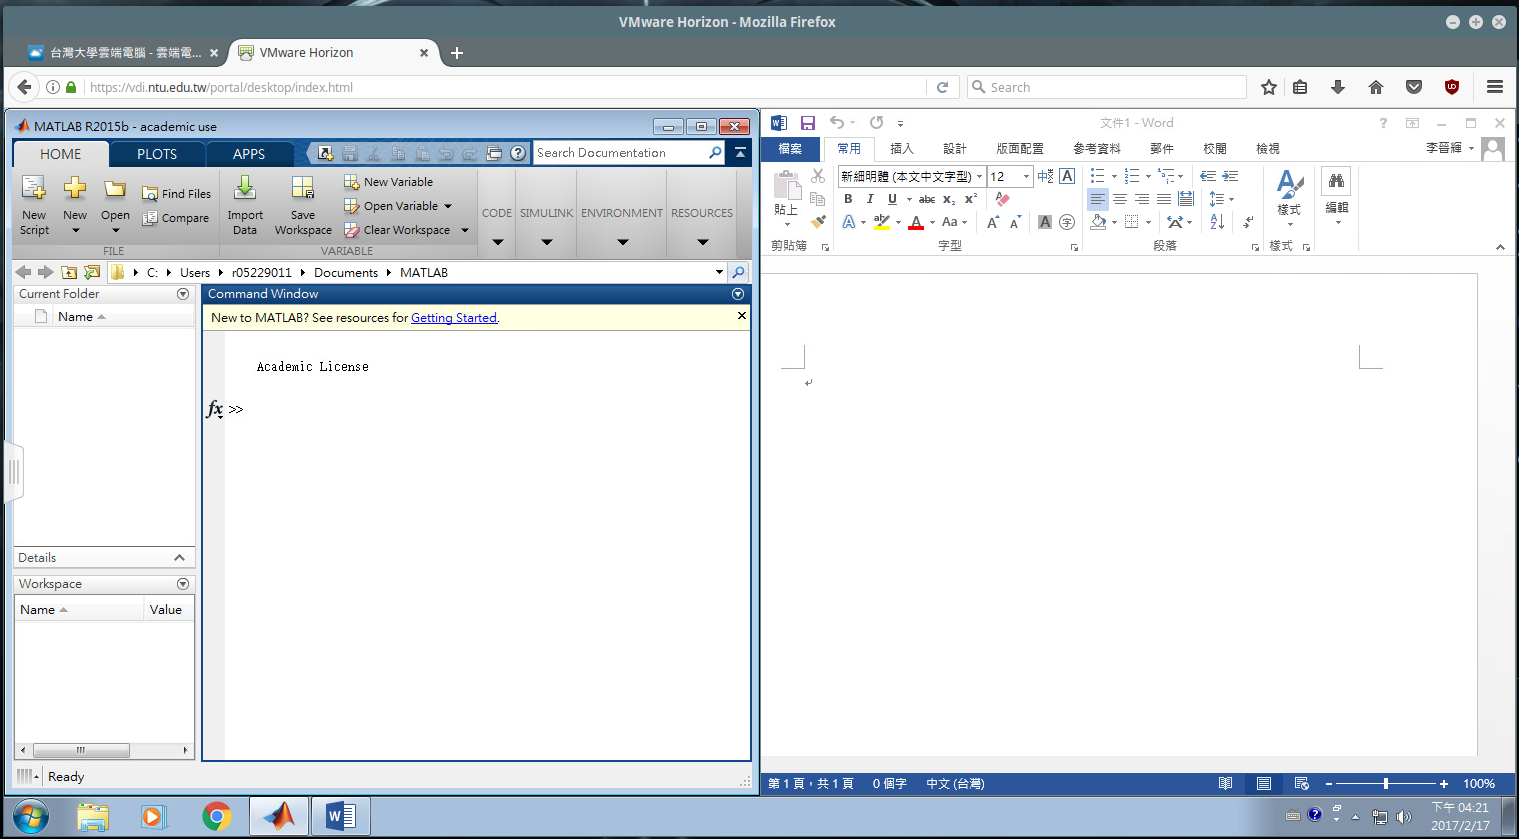 VMware Horizon - Mozilla Firefox
台灣大學雲端電腦 - 雲端電...
VMware Horizon
https://vdi.ntu.edu.tw/portal/desktop/index.html
Search
MATLAB R2015b - academic use
HOME PLOTS APPS
Search Documentation
New Script
New
Open
Find Files
Compare
FILE
Import Data
Save Workspace
New Variable
Open Variable
Clear Workspace
VARIABLE
CODE SIMULINK ENVIRONMENT RESOURCES
C: Users r05229011 Documents MATLAB
Current Folder
Name
Details
Workspace
Name Value
Ready
Command Window
New to MATLAB? See resources for Getting Started.
Academic License
fx >>
文件1 - Word
檔案 常用 插入 設計 版面配置 參考資料 郵件 校閱 檢視
李晉輝
貼上
剪貼簿
新細明體 (本文中文字型) 12
B I U abc x₂ x²
A A Aa A A A 字
字型
段落
樣式
樣式
編輯
第 1 頁，共 1 頁 0 個字 中文 (台灣)
100%
下午 04:21
2017/2/17